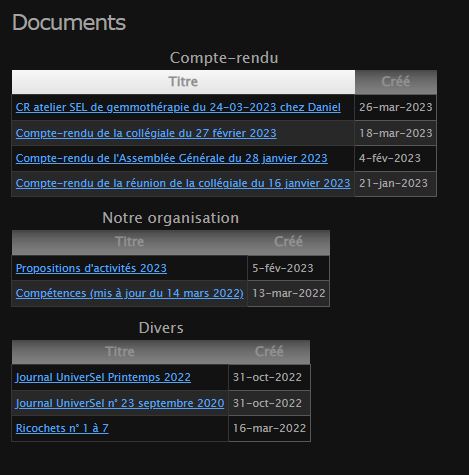 Documents
Compte-rendu
Titre Créé
CR atelier SEL de gemmothérapie du 24-03-2023 chez Daniel 26-mar-2023
Compte-rendu de la collégiale du 27 février 2023 18-mar-2023
Compte-rendu de l'Assemblée Générale du 28 janvier 2023 4-fév-2023
Compte-rendu de la réunion de la collégiale du 16 janvier 2023 21-jan-2023
Notre organisation
Titre Créé
Propositions d'activités 2023 5-fév-2023
Compétences (mis à jour du 14 mars 2022) 13-mar-2022
Divers
Titre Créé
Journal UniverSel Printemps 2022 31-oct-2022
Journal UniverSel n° 23 septembre 2020 31-oct-2022
Ricochets n° 1 à 7 16-mar-2022